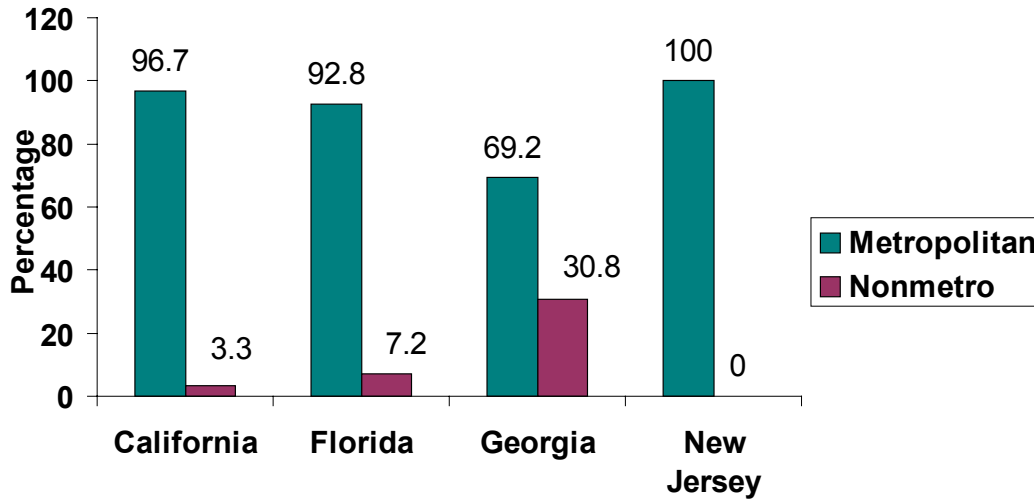 Percentage
120
100
80
60
40
20
0
96.7
3.3
92.8
7.2
69.2
30.8
100
0
California
Florida
Georgia
New
Jersey
Metropolitan
Nonmetro